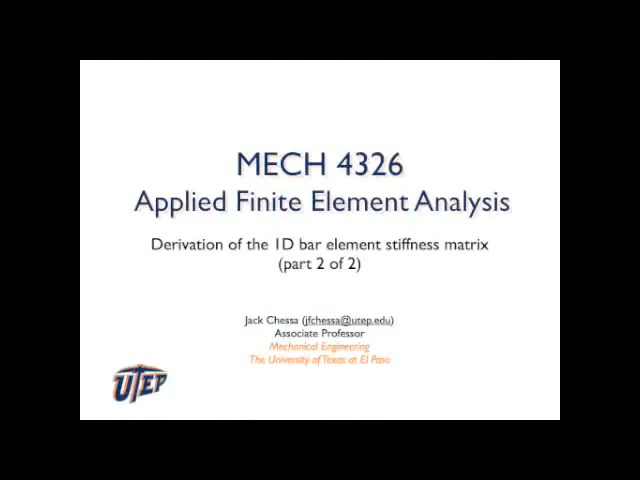 MECH 4326
Applied Finite Element Analysis
Derivation of the 1D bar element stiffness matrix
(part 2 of 2)
Jack Chessa (jfchessa@utep.edu)
Associate Professor
Mechanical Engineering
The University of Texas at El Paso
UTEP